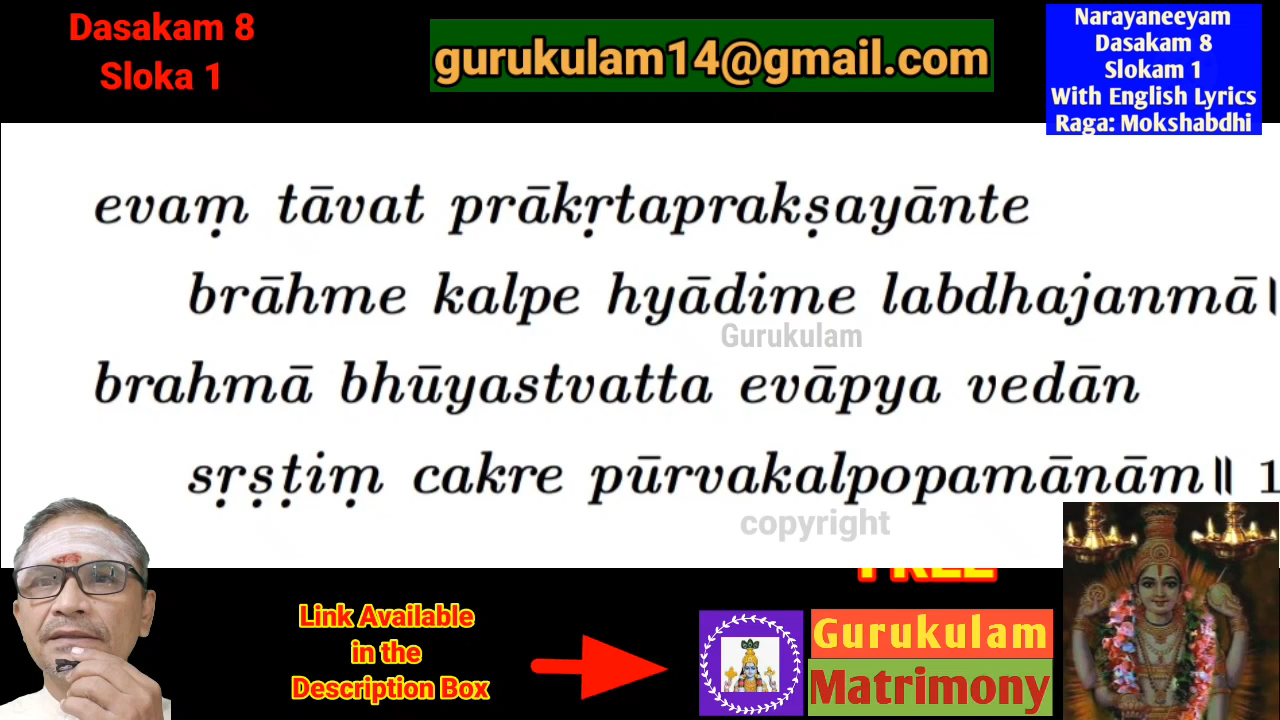 Dasakam 8
Sloka 1
gurukulam14@gmail.com
Narayaneeyam
Dasakam 8
Slokam 1
With English Lyrics
Raga: Mokshabdhi
evaṃ tāvat prākṛtaprakṣayānte
brāhme kalpe hyādime labdhajanmā|
Gurukulam
brahmā bhūyastvatta evāpya vedān
sṛṣṭiṃ cakre pūrvakalpopamānām॥ 1
copyright
FREE
Link Available
in the
Description Box
Gurukulam
Matrimony